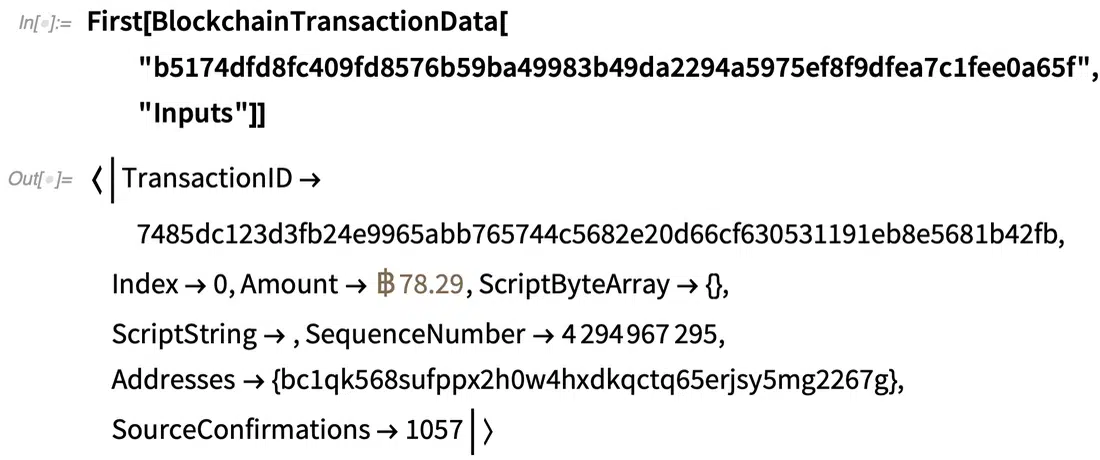 In[•]:= First[BlockchainTransactionData[
"b5174dfd8fc409fd8576b59ba49983b49da2294a5975ef8f9dfea7c1fee0a65f",
"Inputs"]]
Out[•]= <|TransactionID →
7485dc123d3fb24e9965abb765744c5682e20d66cf630531191eb8e5681b42fb,
Index → 0, Amount → ₿78.29, ScriptByteArray → {},
ScriptString → , SequenceNumber → 4 294 967 295,
Addresses → {bc1qk568sufppx2h0w4hxdkqctq65erjsy5mg2267g},
SourceConfirmations → 1057|>